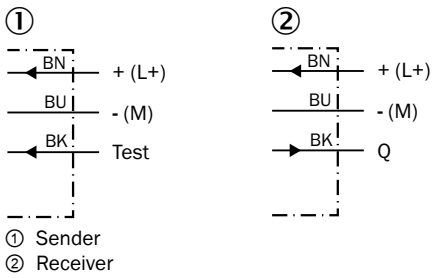 ① ②
BN + (L+) BN + (L+)
BU - (M) BU - (M)
BK Test BK Q
① Sender
② Receiver